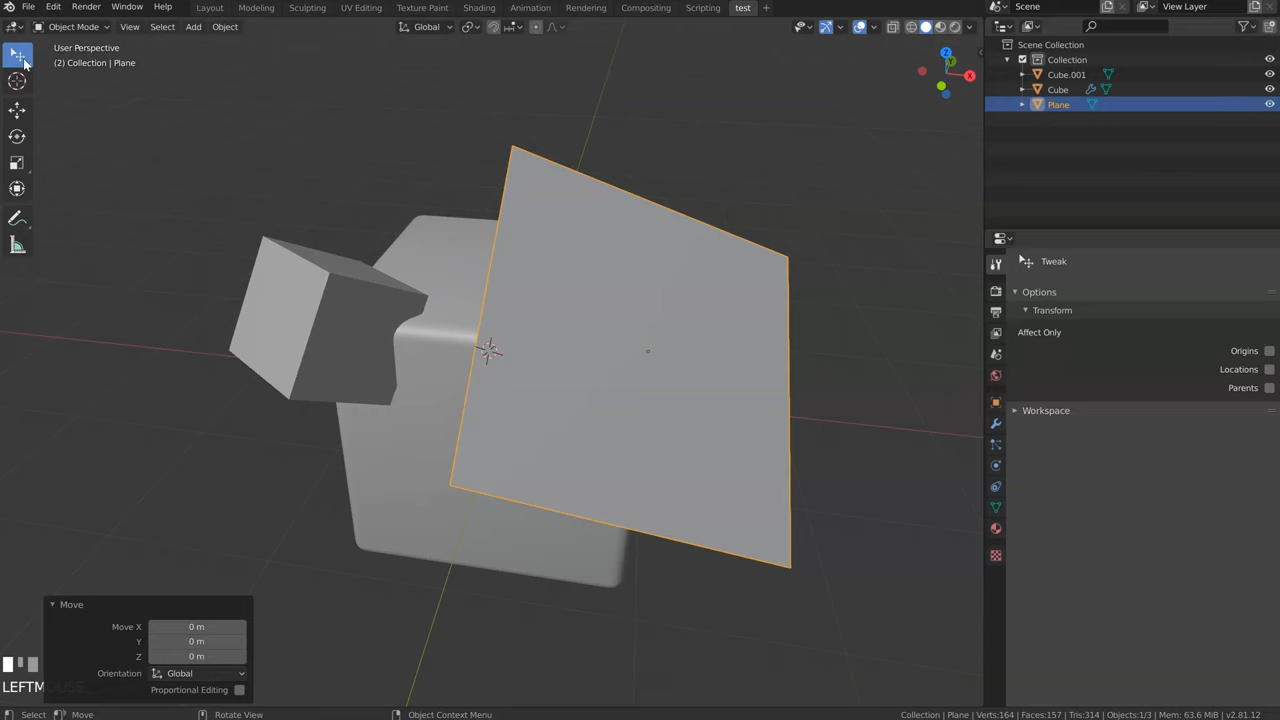 File Edit Render Window Help Layout Modeling Sculpting UV Editing Texture Paint Shading Animation Rendering Compositing Scripting test Scene View Layer
Object Mode View Select Add Object Global
User Perspective
(2) Collection | Plane
X
Y
Z
Scene Collection
Collection
Cube.001
Cube
Plane
Tweak
Options
Transform
Affect Only
Origins
Locations
Parents
Workspace
Move
Move X 0 m
Y 0 m
Z 0 m
Orientation Global
Proportional Editing
LEFTMOUSE
Select Move Rotate View Object Context Menu Collection | Plane | Verts:164 | Faces:157 | Tris:314 | Objects:1/3 | Mem: 63.6 MiB | v2.81.12